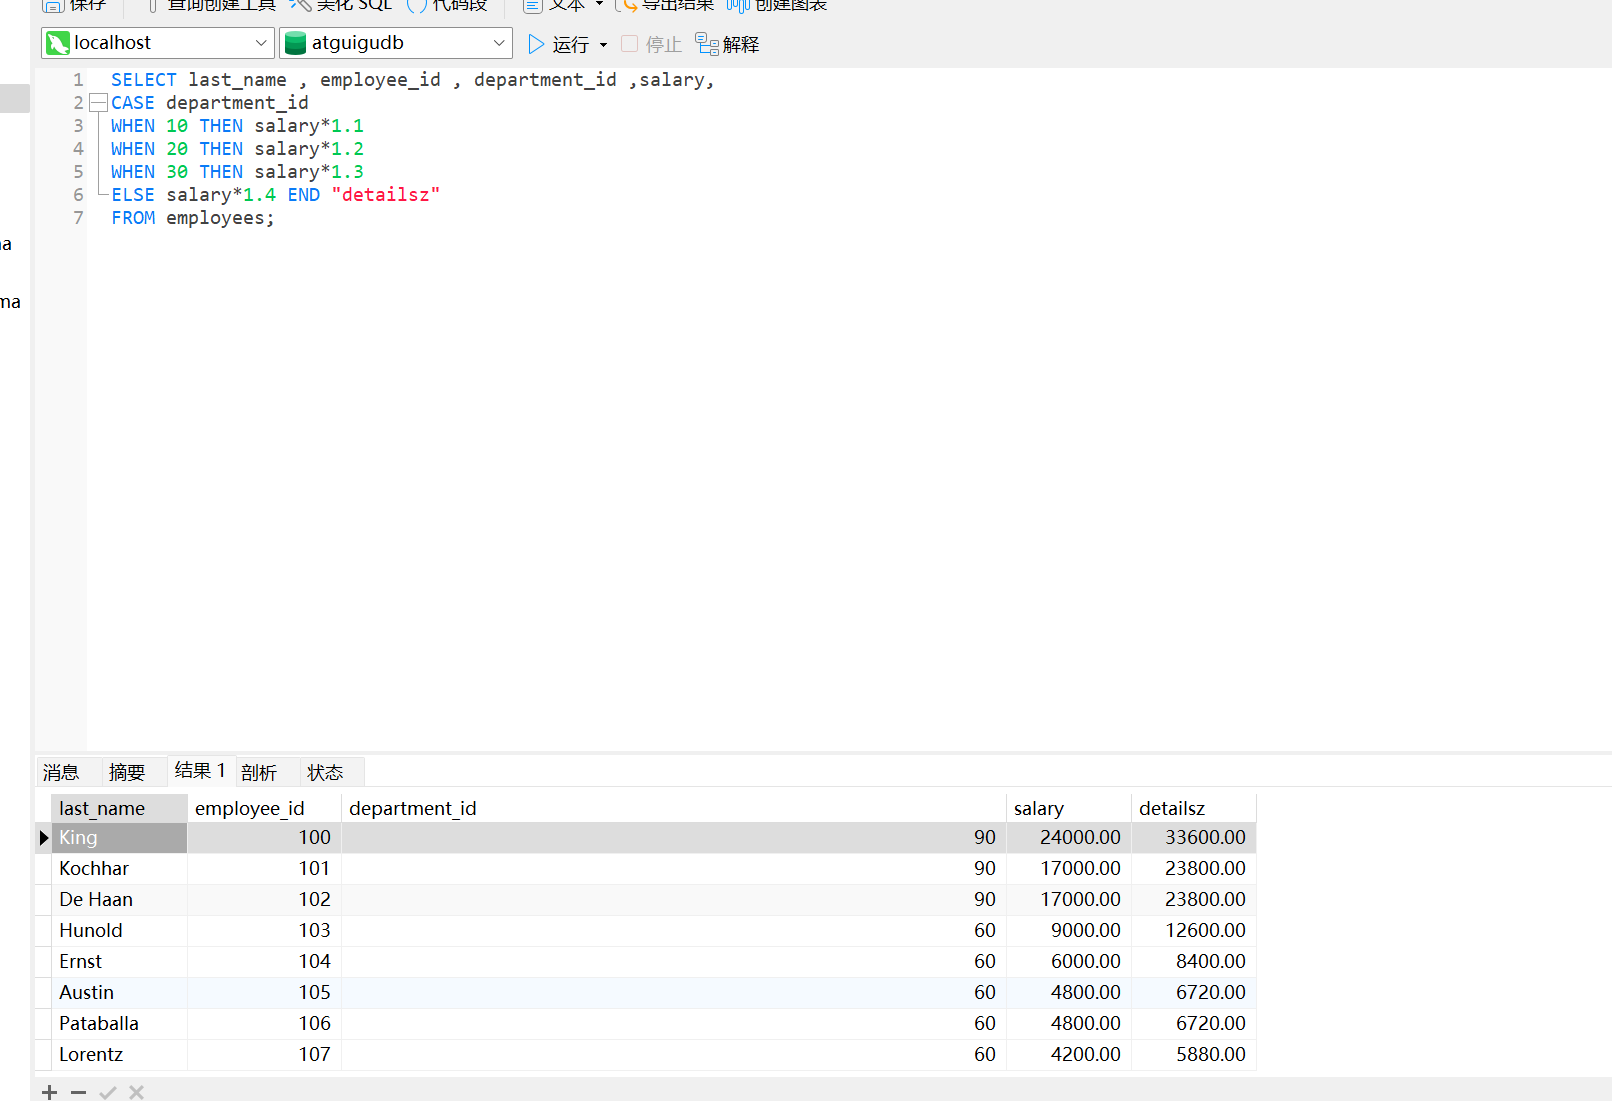 保存 查询创建工具 美化 SQL () 代码段 文本 导出结果 创建图表
localhost atguigudb 运行 停止 解释
1 SELECT last_name , employee_id , department_id ,salary,
2 CASE department_id
3 WHEN 10 THEN salary*1.1
4 WHEN 20 THEN salary*1.2
5 WHEN 30 THEN salary*1.3
6 ELSE salary*1.4 END "detailsz"
7 FROM employees;
na
ma
消息 摘要 结果 1 剖析 状态
last_name employee_id department_id salary detailsz
King 100 90 24000.00 33600.00
Kochhar 101 90 17000.00 23800.00
De Haan 102 90 17000.00 23800.00
Hunold 103 60 9000.00 12600.00
Ernst 104 60 6000.00 8400.00
Austin 105 60 4800.00 6720.00
Pataballa 106 60 4800.00 6720.00
Lorentz 107 60 4200.00 5880.00